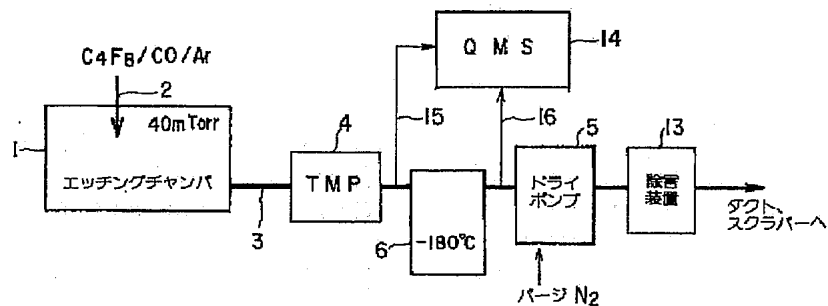 C4F8/CO/Ar
2
40mTorr
1
エッチングチャンバ
3
4
TMP
15
QMS
14
16
6
-180℃
5
ドライ
ポンプ
パージ N2
13
除害
装置
ダクト、
スクラバーへ